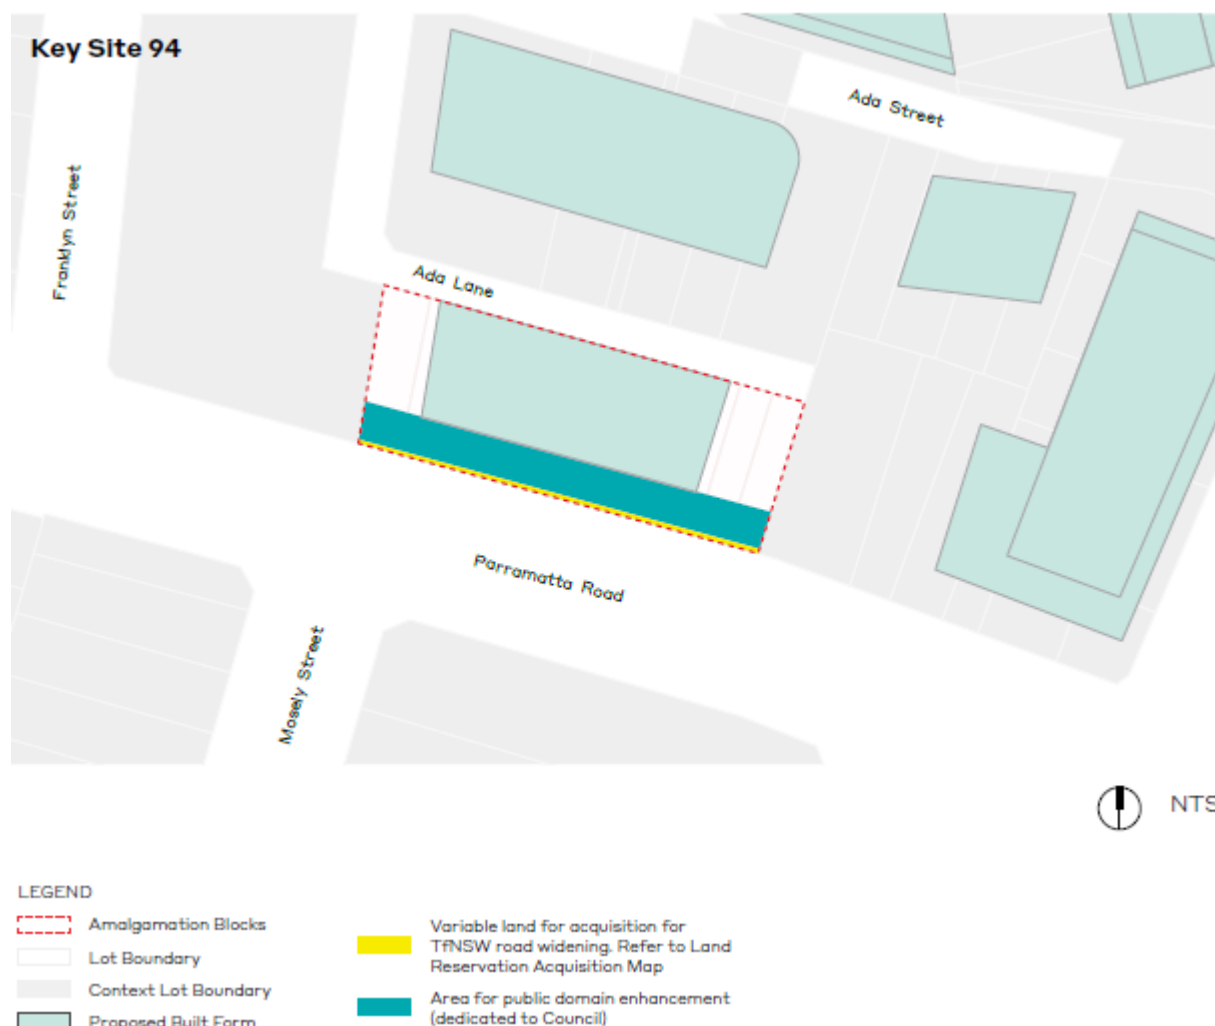 Key Site 94
Ada Street
Franklyn Street
Ada Lane
Parramatta Road
Mosely Street
NTS
LEGEND
Amalgamation Blocks
Lot Boundary
Context Lot Boundary
Proposed Built Form
Variable land for acquisition for
TfNSW road widening. Refer to Land
Reservation Acquisition Map
Area for public domain enhancement
(dedicated to Council)